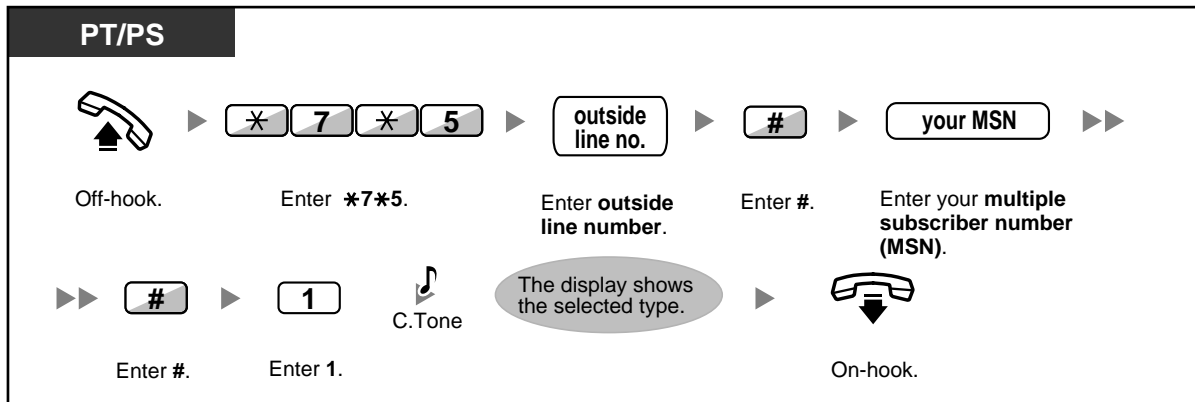 PT/PS
✳ 7 ✳ 5
outside
line no.
#
your MSN
Off-hook.
Enter ✳7✳5.
Enter outside
line number.
Enter #.
Enter your multiple
subscriber number
(MSN).
#
1
C.Tone
The display shows
the selected type.
Enter #.
Enter 1.
On-hook.